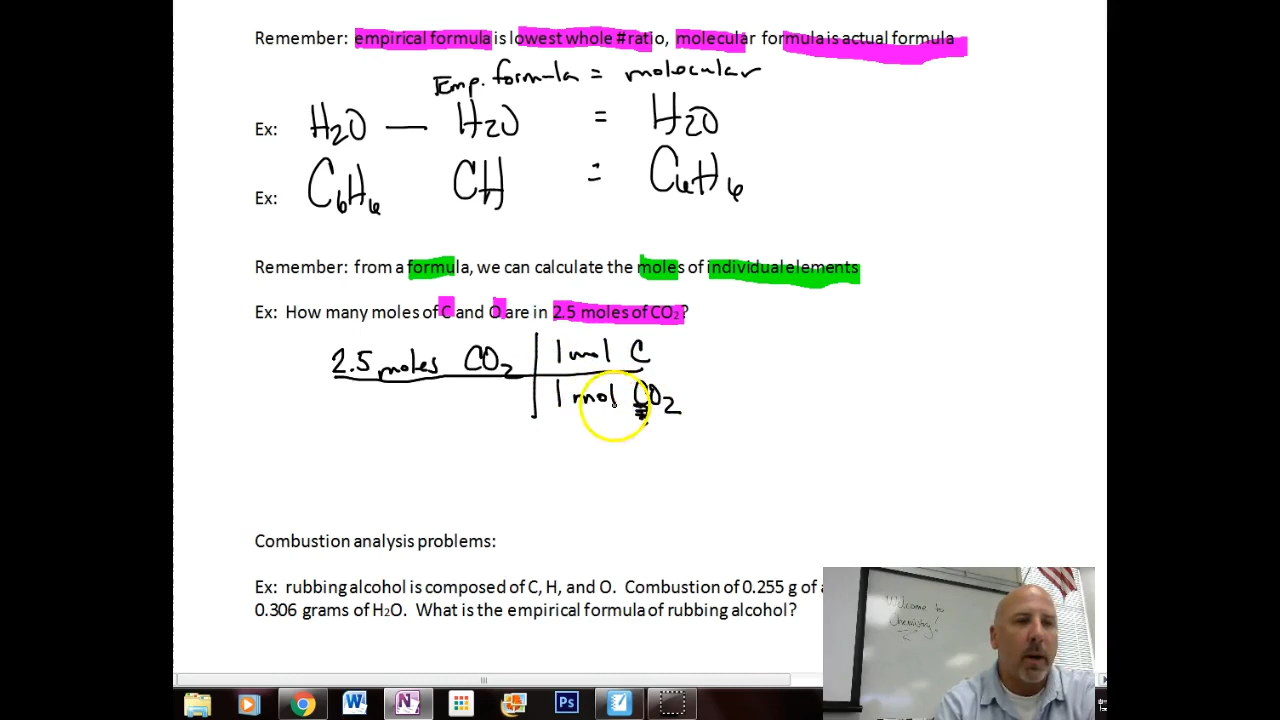 Remember: empirical formula is lowest whole # ratio, molecular formula is actual formula
Emp. formula = molecular
Ex: H2O — H2O = H2O
Ex: C6H6 CH = C6H6
Remember: from a formula, we can calculate the moles of individual elements
Ex: How many moles of C and O are in 2.5 moles of CO₂?
2.5 moles CO₂ | 1 mol C
1 mol CO₂
Combustion analysis problems:
Ex: rubbing alcohol is composed of C, H, and O. Combustion of 0.255 g of
0.306 grams of H₂O. What is the empirical formula of rubbing alcohol?
Welcome to
Chemistry!
W
N
Ps